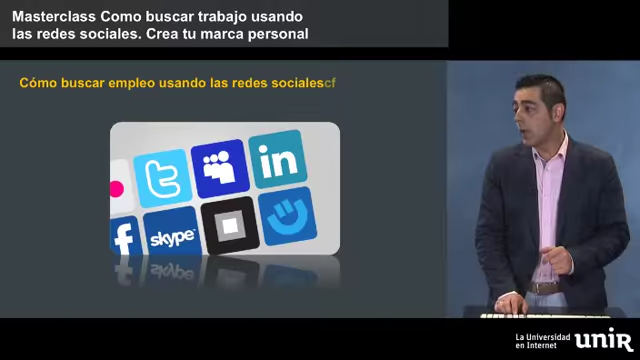 Masterclass Como buscar trabajo usando
las redes sociales. Crea tu marca personal
Cómo buscar empleo usando las redes socialescf
t
in
f
skype
La Universidad
en Internet
unir